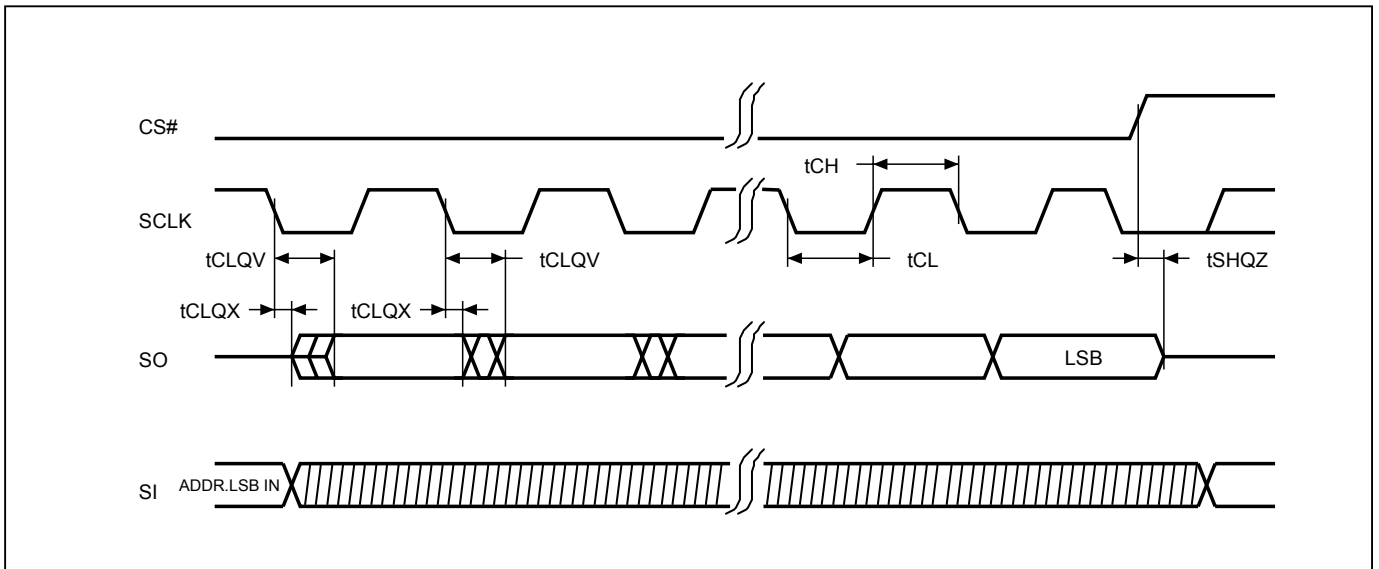 CS#
tCH
SCLK
tCLQV
tCLQV
tCL
tSHQZ
tCLQX
tCLQX
SO
LSB
SI
ADDR.LSB IN